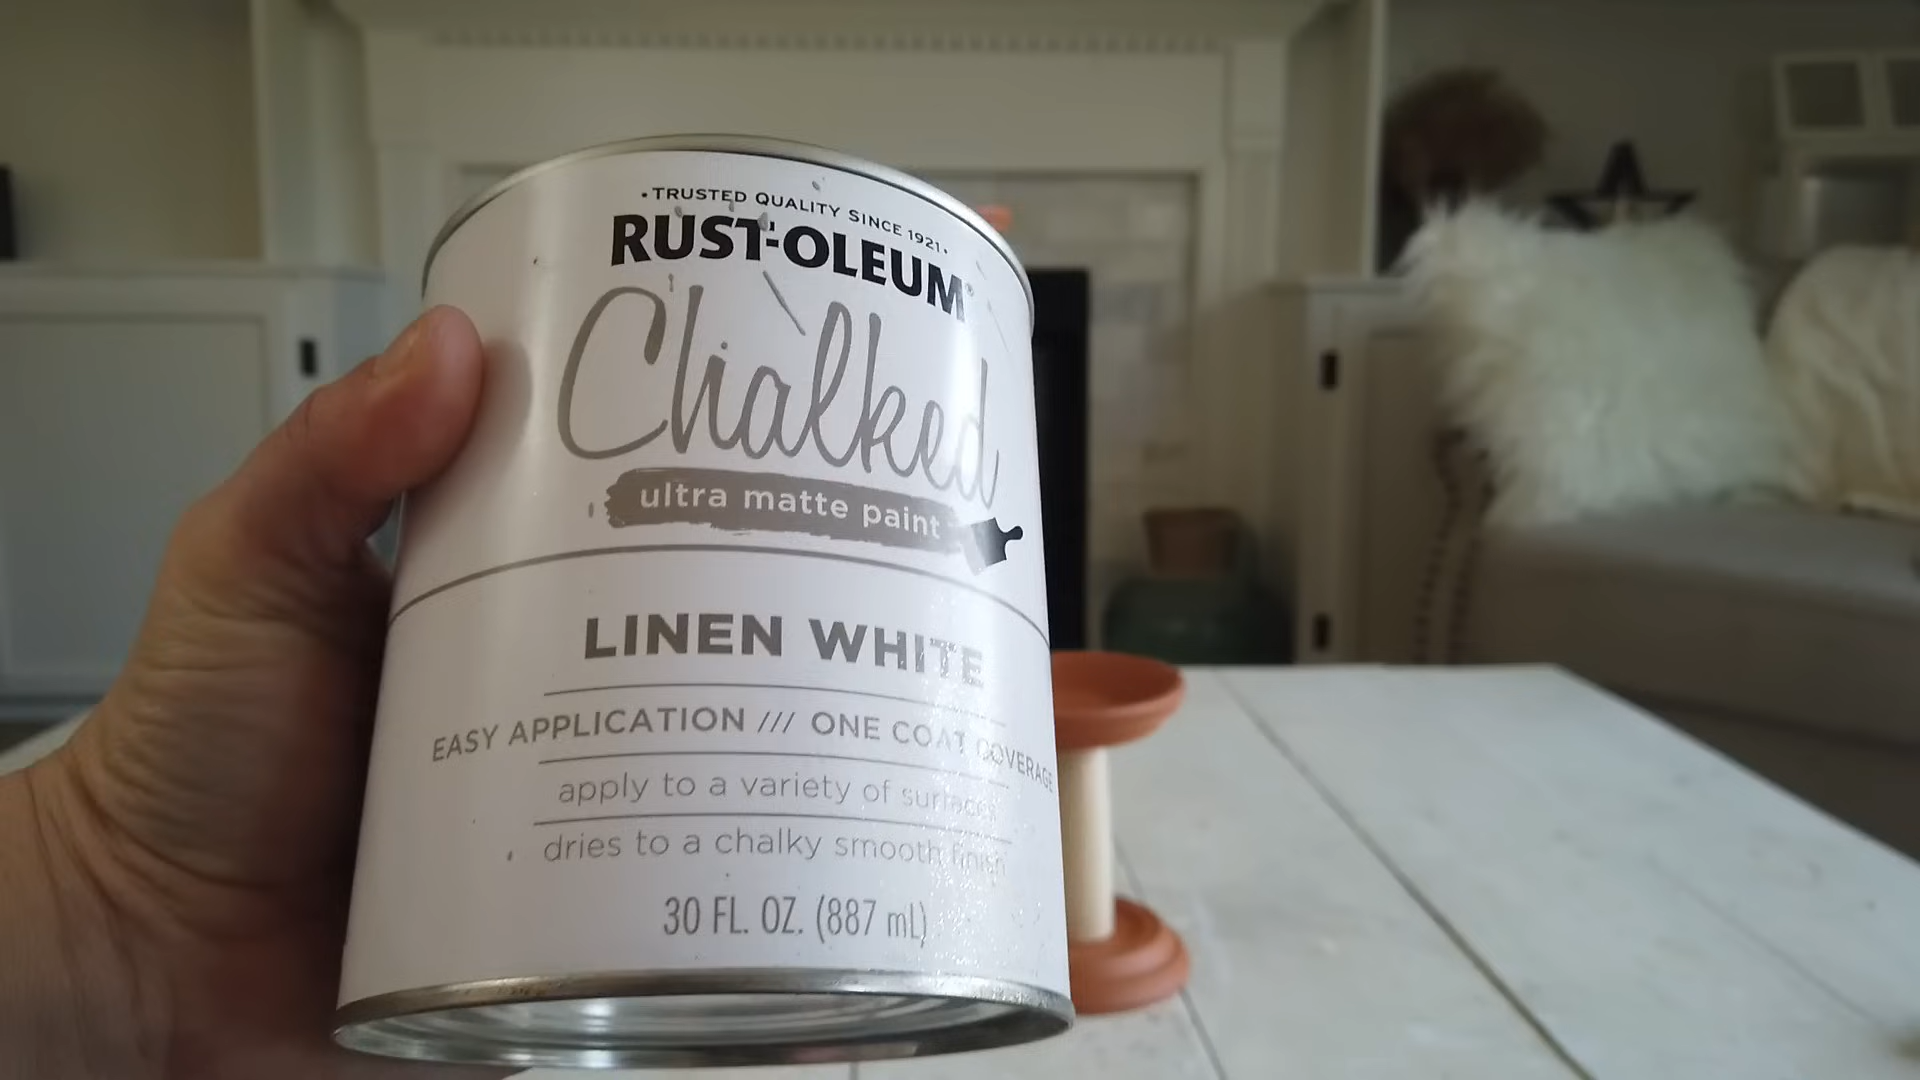 • TRUSTED QUALITY SINCE 1921 •
RUST-OLEUM®
Chalked
ultra matte paint
LINEN WHITE
EASY APPLICATION /// ONE COAT COVERAGE
apply to a variety of surfaces
dries to a chalky smooth finish
30 FL. OZ. (887 mL)